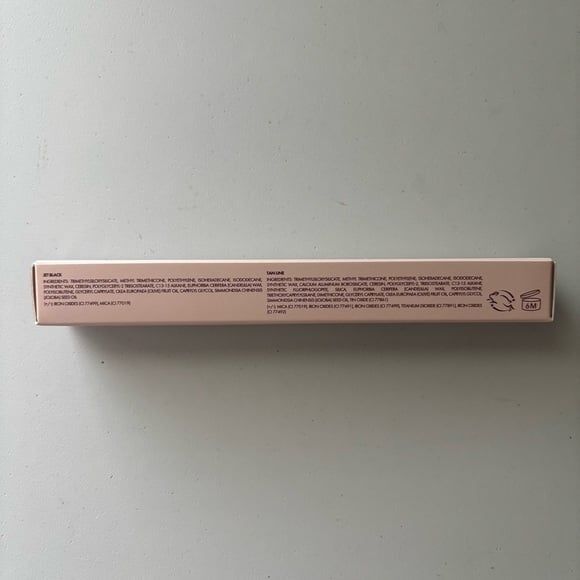 JET BLACK
INGREDIENTS: TRIMETHYLSILOXYSILICATE, METHYL TRIMETHICONE, POLYETHYLENE, ISOHEXADECANE, ISODODECANE,
SYNTHETIC WAX, CERESIN, POLYGLYCERYL-2, TRIISOSTEARATE, C13-15 ALKANE, EUPHORBIA CERIFERA (CANDELILLA) WAX,
POLYISOBUTENE, GLYCERYL CAPRYLATE, OLEA EUROPAEA (OLIVE) FRUIT OIL, CAPRYLYL GLYCOL, SIMMONDSIA CHINENSIS
(JOJOBA) SEED OIL
(+/-): IRON OXIDES (CI 77499), MICA (CI 77019)
TAN LINE
INGREDIENTS: TRIMETHYLSILOXYSILICATE, METHYL TRIMETHICONE, POLYETHYLENE, ISOHEXADECANE, ISODODECANE,
SYNTHETIC WAX, CALCIUM ALUMINUM BOROSILICATE, CERESIN, POLYGLYCERYL-2, TRIISOSTEARATE, C13-15 ALKANE,
SYNTHETIC FLUORPHLOGOPITE, SILICA, EUPHORBIA CERIFERA (CANDELILLA) WAX, POLYISOBUTENE,
TRIETHOXYCAPRYLYLSILANE, DIMETHICONE, GLYCERYL CAPRYLATE, OLEA EUROPAEA (OLIVE) FRUIT OIL, CAPRYLYL GLYCOL,
SIMMONDSIA CHINENSIS (JOJOBA) SEED OIL, TIN OXIDE (CI 77861)
(+/-): MICA (CI 77019), IRON OXIDES (CI 77491), IRON OXIDES (CI 77499), TITANIUM DIOXIDE (CI 77891), IRON OXIDES
(CI 77492)
6M